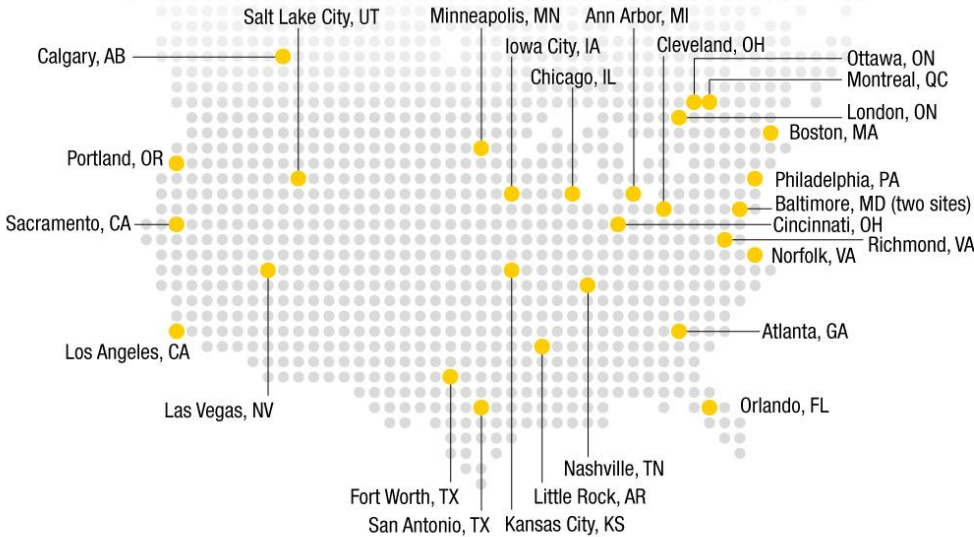 Salt Lake City, UT
Minneapolis, MN
Ann Arbor, MI
Iowa City, IA
Cleveland, OH
Calgary, AB
Ottawa, ON
Chicago, IL
Montreal, QC
London, ON
Boston, MA
Portland, OR
Philadelphia, PA
Baltimore, MD (two sites)
Sacramento, CA
Cincinnati, OH
Richmond, VA
Norfolk, VA
Atlanta, GA
Los Angeles, CA
Las Vegas, NV
Orlando, FL
Nashville, TN
Fort Worth, TX
Little Rock, AR
San Antonio, TX
Kansas City, KS